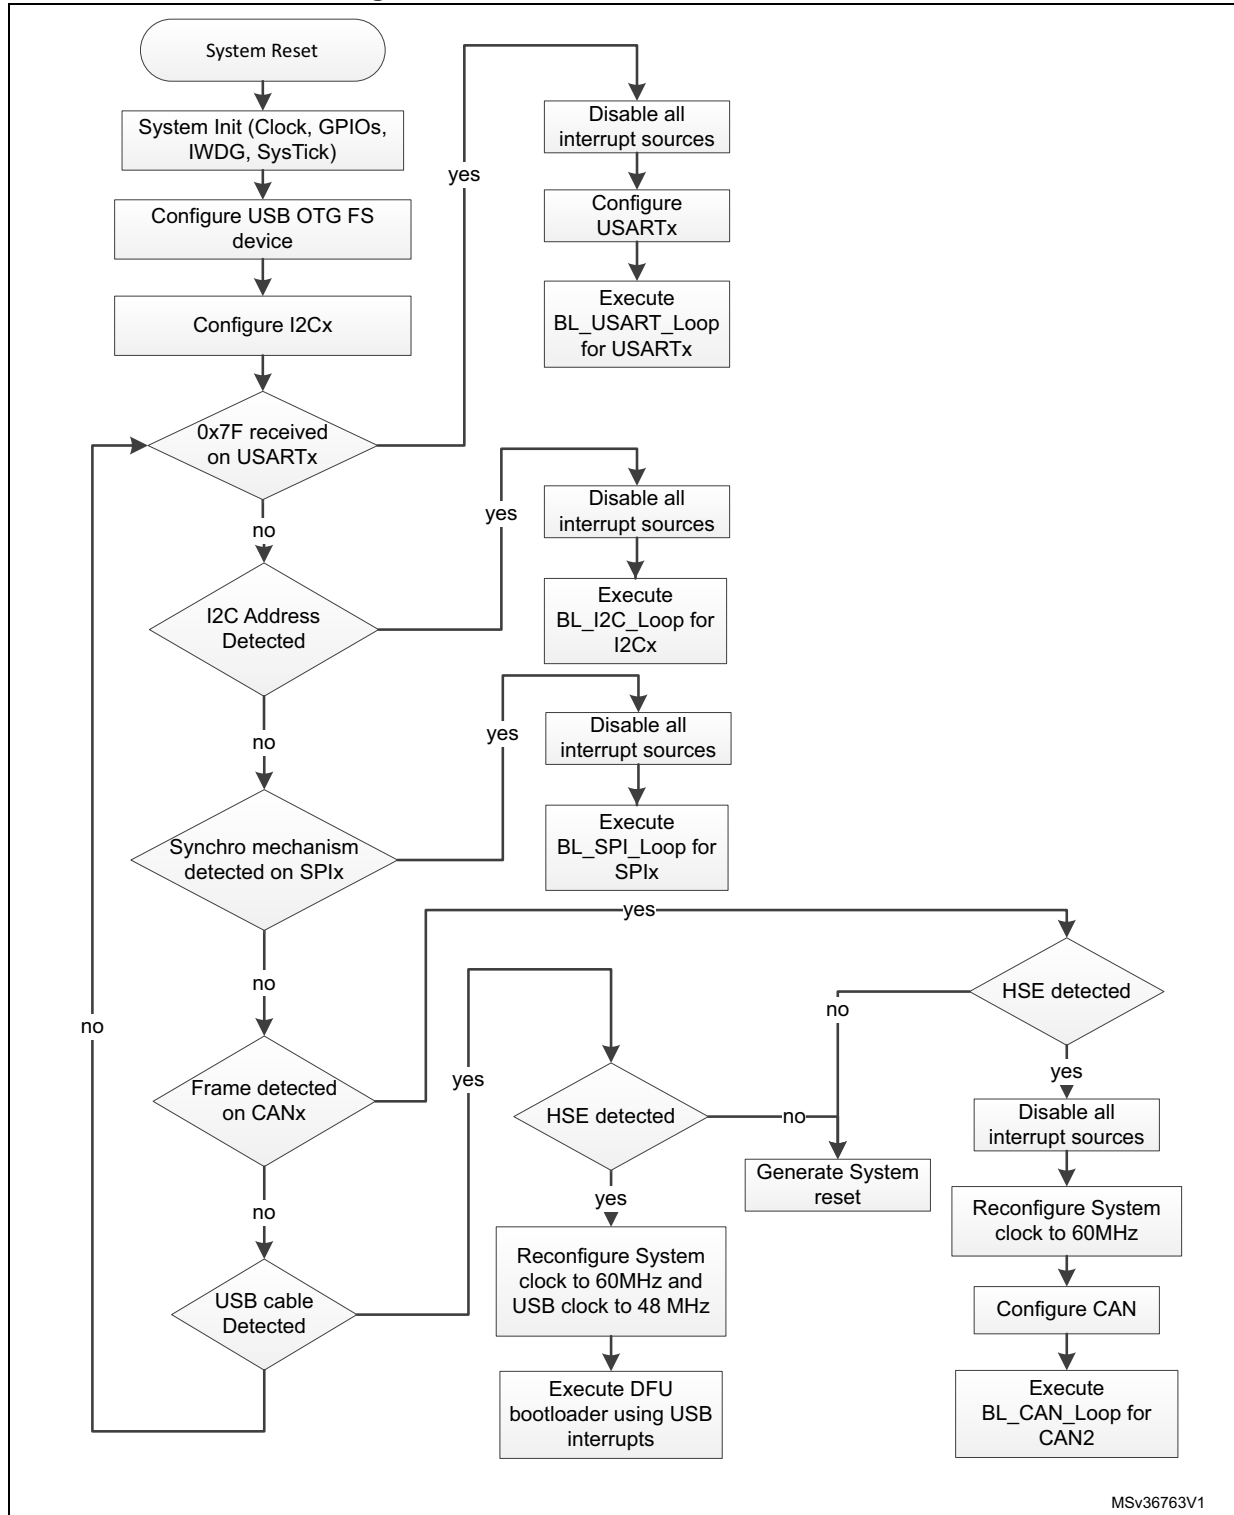 System Reset
System Init (Clock, GPIOs,
IWDG, SysTick)
Configure USB OTG FS
device
Configure I2Cx
0x7F received
on USARTx
yes
Disable all
interrupt sources
Configure
USARTx
Execute
BL_USART_Loop
for USARTx
no
I2C Address
Detected
yes
Disable all
interrupt sources
Execute
BL_I2C_Loop for
I2Cx
no
Synchro mechanism
detected on SPIx
yes
Disable all
interrupt sources
Execute
BL_SPI_Loop for
SPIx
no
Frame detected
on CANx
yes
HSE detected
no
yes
Disable all
interrupt sources
Reconfigure System
clock to 60MHz
Configure CAN
Execute
BL_CAN_Loop for
CAN2
no
USB cable
Detected
yes
HSE detected
no
Generate System
reset
yes
Reconfigure System
clock to 60MHz and
USB clock to 48 MHz
Execute DFU
bootloader using USB
interrupts
no
MSv36763V1